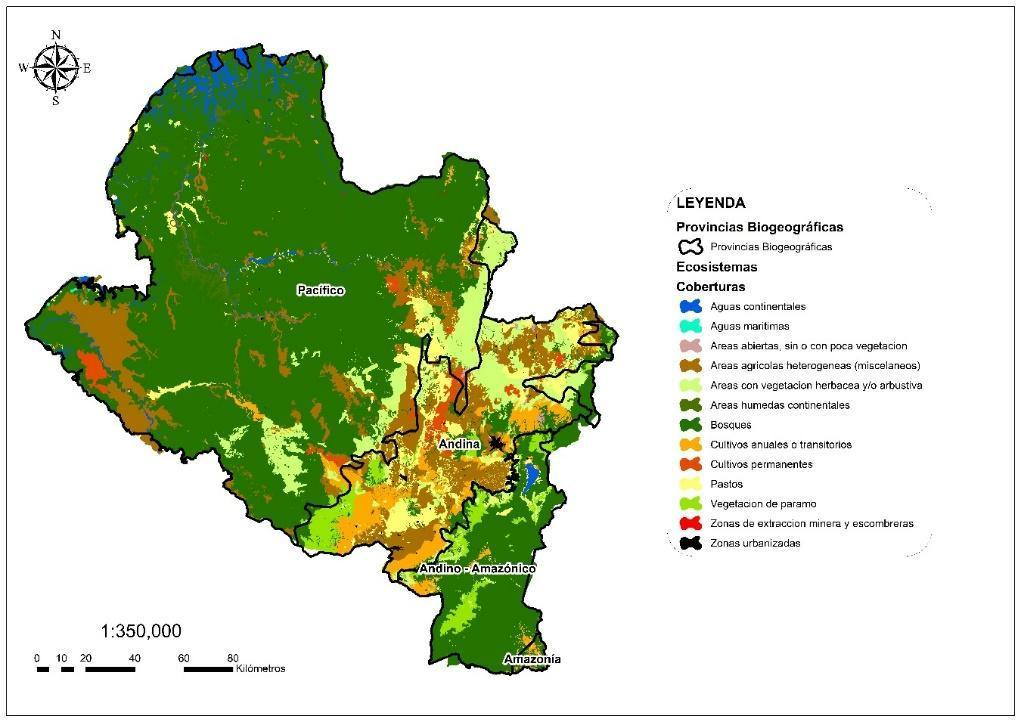 N
W E
S
Pacífico
Andina
Andino - Amazónico
Amazonía
LEYENDA
Provincias Biogeográficas
Provincias Biogeográficas
Ecosistemas
Coberturas
Aguas continentales
Aguas maritimas
Areas abiertas, sin o con poca vegetacion
Areas agricolas heterogeneas (miscelaneos)
Areas con vegetacion herbacea y/o arbustiva
Areas humedas continentales
Bosques
Cultivos anuales o transitorios
Cultivos permanentes
Pastos
Vegetacion de paramo
Zonas de extraccion minera y escombreras
Zonas urbanizadas
1:350,000
0 10 20 40 60 80
Kilómetros